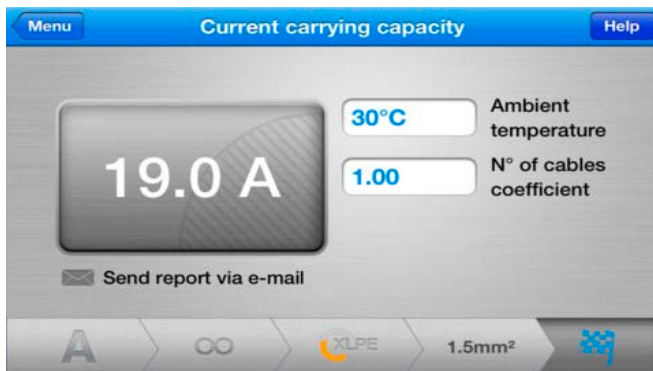 Menu
Current carrying capacity
Help
19.0 A
30°C
Ambient
temperature
1.00
N° of cables
coefficient
Send report via e-mail
A
∞
XLPE
1.5mm²